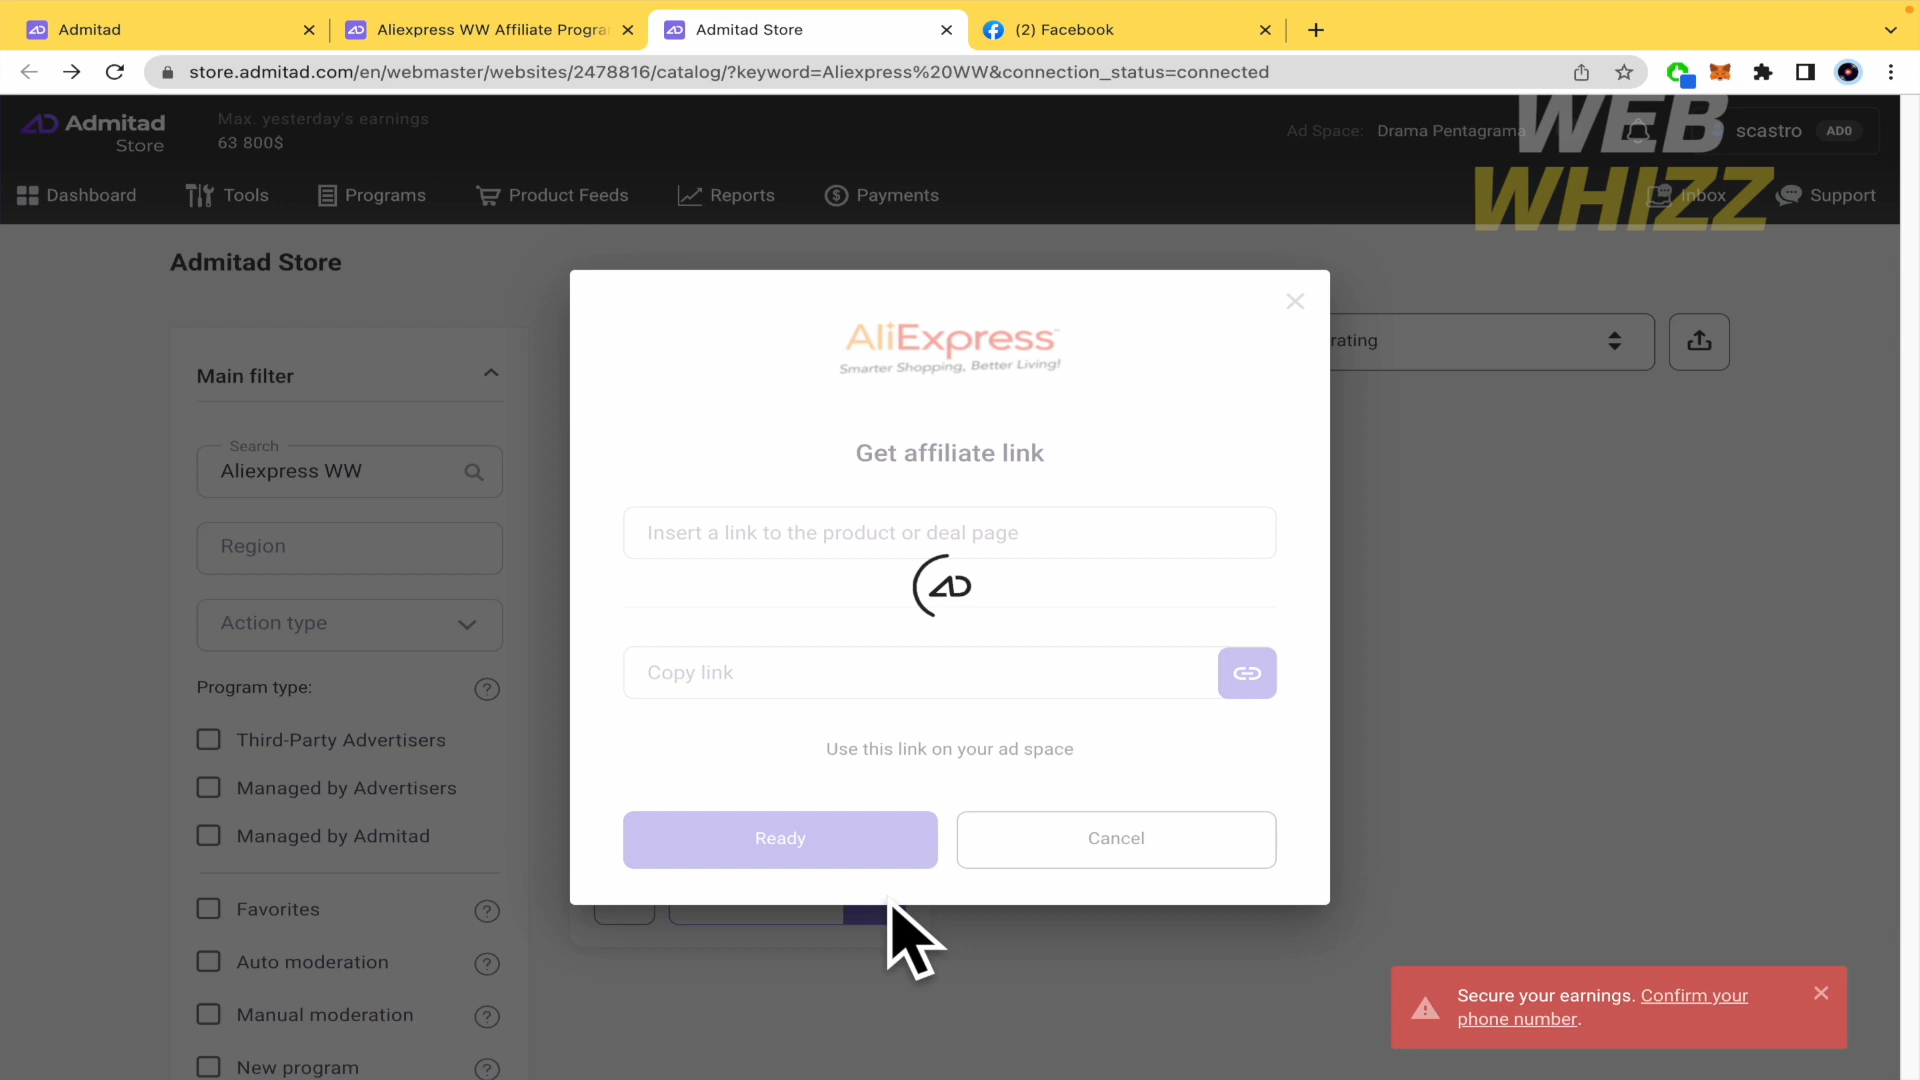 Admitad
Aliexpress WW Affiliate Progra
Admitad Store
(2) Facebook
store.admitad.com/en/webmaster/websites/2478816/catalog/?keyword=Aliexpress%20WW&connection_status=connected
Admitad
Store
Max. yesterday's earnings
63 800$
Ad Space: Drama Pentagrama
WEB
WHIZZ
scastro AD0
Dashboard Tools Programs Product Feeds Reports Payments Inbox Support
Admitad Store
Main filter
Search
Aliexpress WW
Region
Action type
Program type:
Third-Party Advertisers
Managed by Advertisers
Managed by Admitad
Favorites
Auto moderation
Manual moderation
New program
rating
AliExpress
Smarter Shopping, Better Living!
Get affiliate link
Insert a link to the product or deal page
Copy link
Use this link on your ad space
Ready
Cancel
Secure your earnings. Confirm your
phone number.